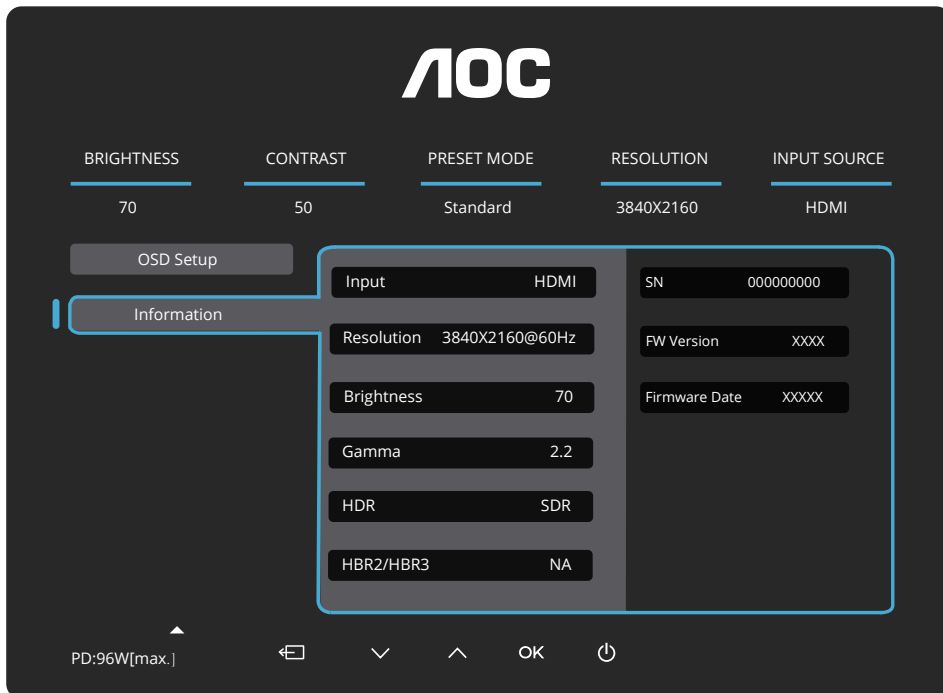 AOC
BRIGHTNESS CONTRAST PRESET MODE RESOLUTION INPUT SOURCE
70 50 Standard 3840X2160 HDMI
OSD Setup
Information
Input HDMI
Resolution 3840X2160@60Hz
Brightness 70
Gamma 2.2
HDR SDR
HBR2/HBR3 NA
SN 000000000
FW Version XXXX
Firmware Date XXXXX
PD:96W[max.]
OK